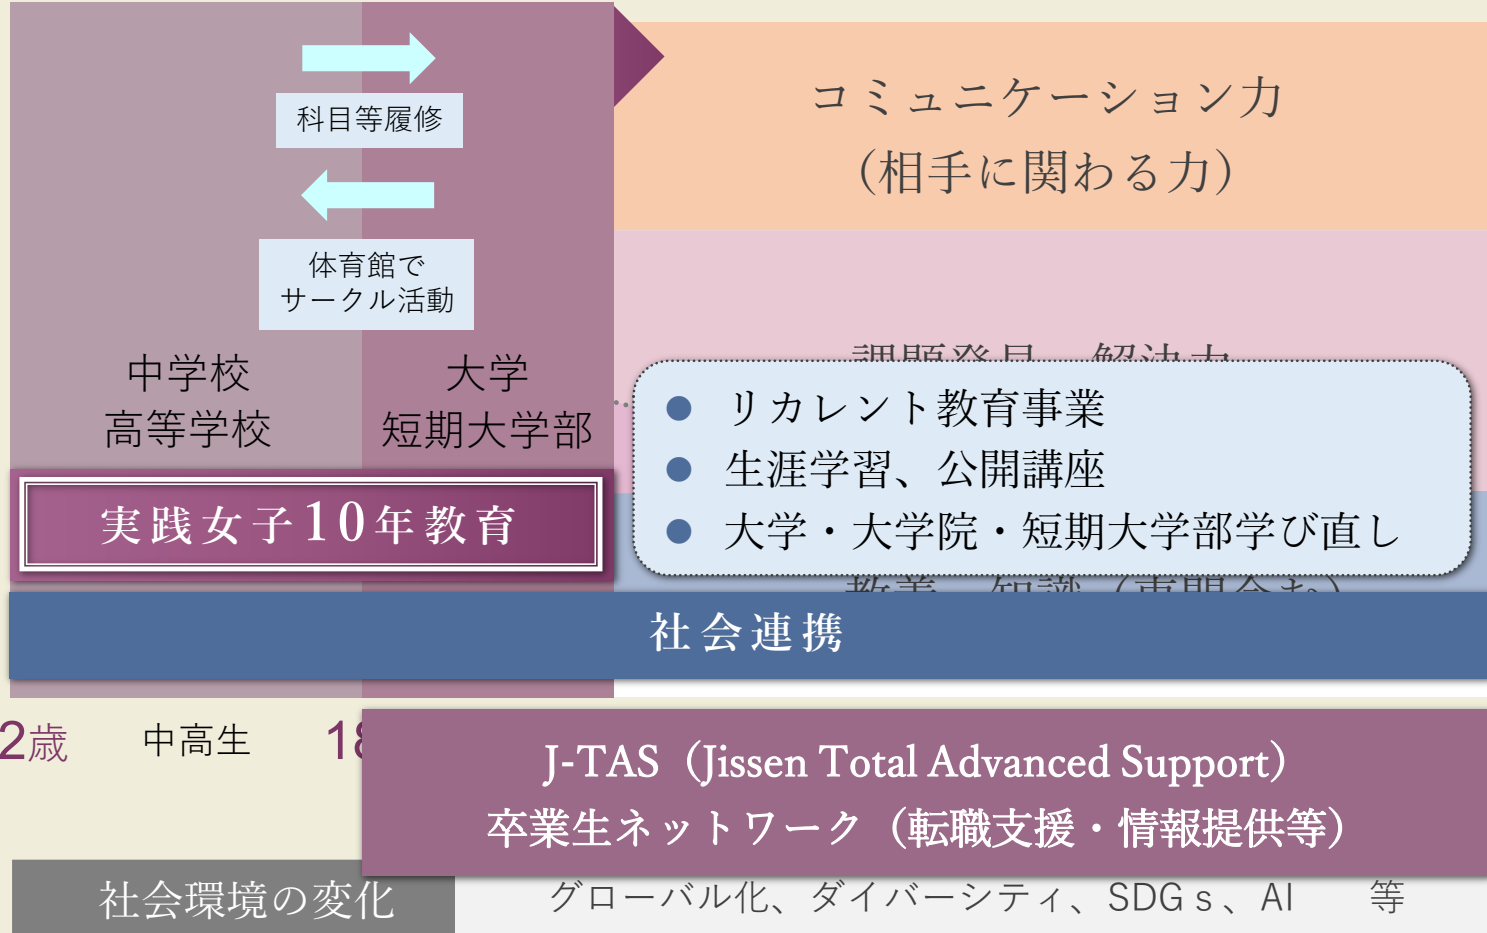 科目等履修
体育館で
サークル活動
中学校
高等学校
大学
短期大学部
実践女子10年教育
コミュニケーション力
（相手に関わる力）
● リカレント教育事業
● 生涯学習、公開講座
● 大学・大学院・短期大学部学び直し
社会連携
2歳
中高生
18
J-TAS（Jissen Total Advanced Support）
卒業生ネットワーク（転職支援・情報提供等）
社会環境の変化
グローバル化、ダイバーシティ、SDGｓ、AI　　等